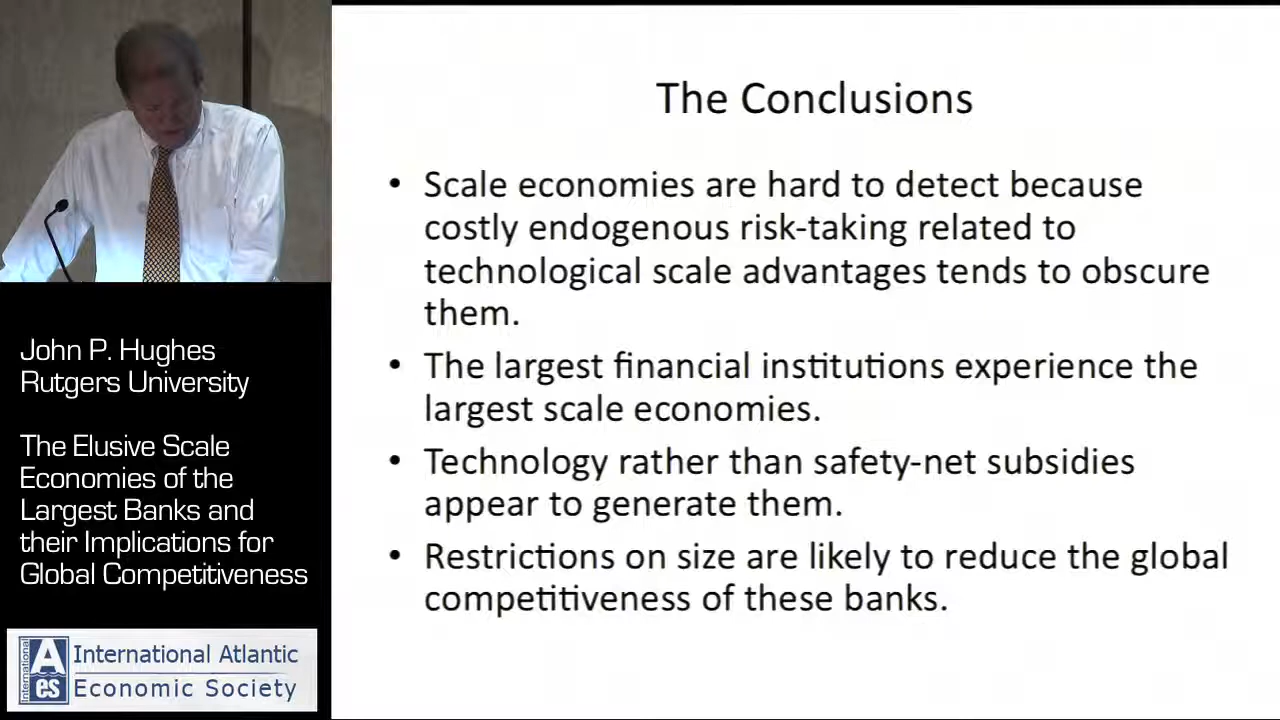 The Conclusions
• Scale economies are hard to detect because
costly endogenous risk-taking related to
technological scale advantages tends to obscure
them.
• The largest financial institutions experience the
largest scale economies.
• Technology rather than safety-net subsidies
appear to generate them.
• Restrictions on size are likely to reduce the global
competitiveness of these banks.
John P. Hughes
Rutgers University
The Elusive Scale
Economies of the
Largest Banks and
their Implications for
Global Competitiveness
International
A
es
International Atlantic
Economic Society